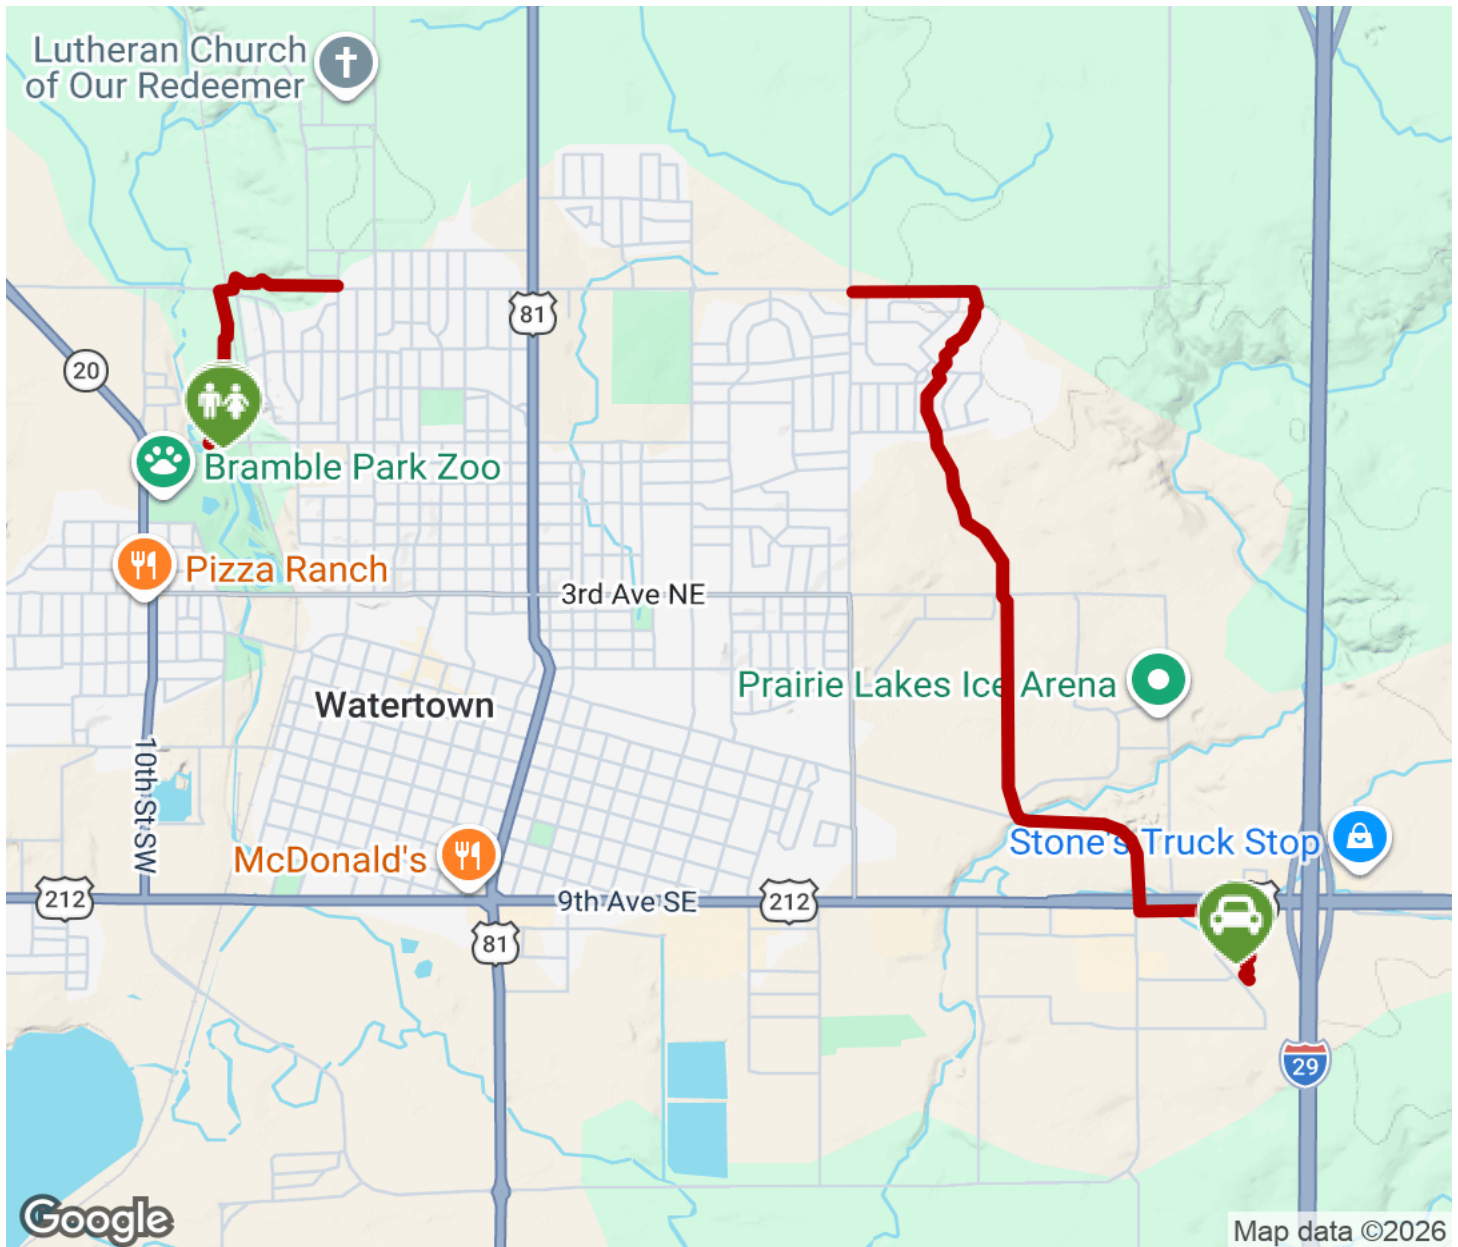 Lutheran Church
of Our Redeemer
81
20
Bramble Park Zoo
Pizza Ranch
3rd Ave NE
Prairie Lakes Ice Arena
Watertown
10th St SW
Stone's Truck Stop
McDonald's
212
9th Ave SE
212
81
29
Google
Map data ©2026